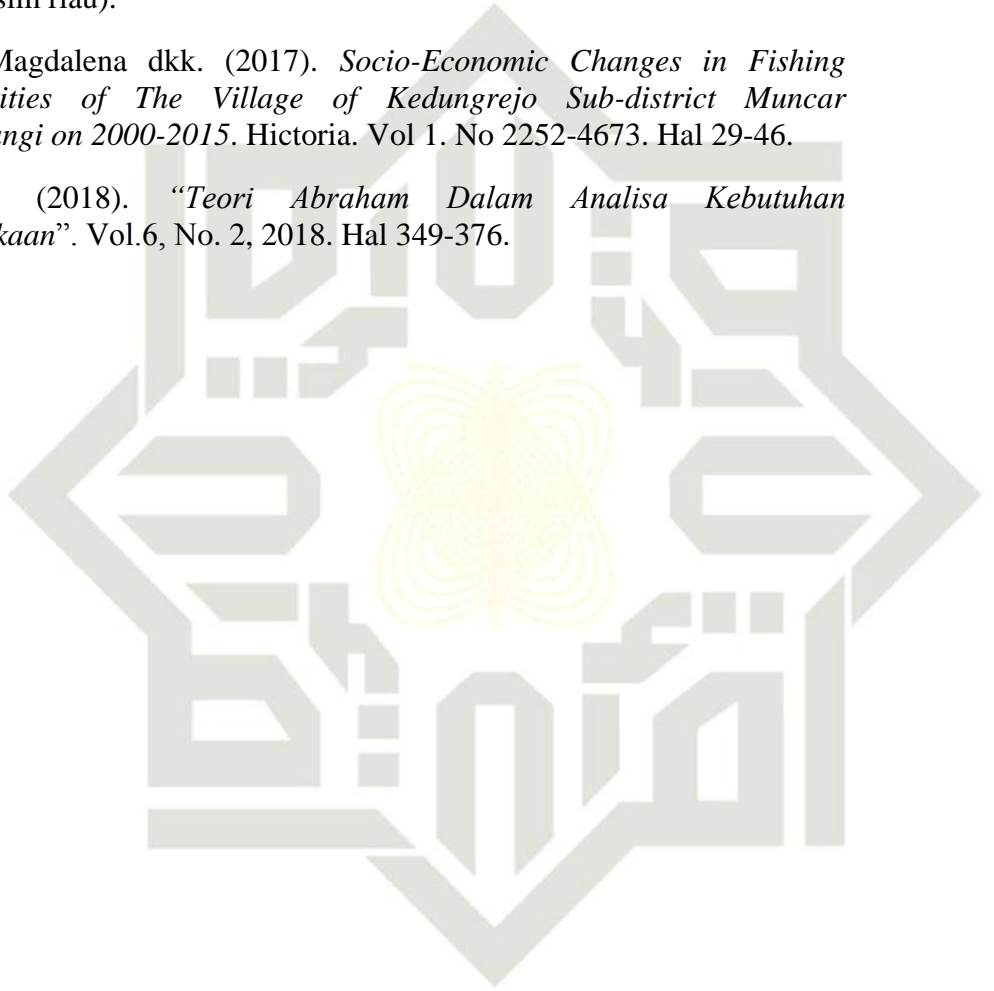 Magdalena dkk. (2017). Socio-Economic Changes in Fishing
ities of The Village of Kedungrejo Sub-district Muncar
ngi on 2000-2015. Hictoria. Vol 1. No 2252-4673. Hal 29-46.
(2018). “Teori Abraham Dalam Analisa Kebutuhan
kaan”. Vol.6, No. 2, 2018. Hal 349-376.